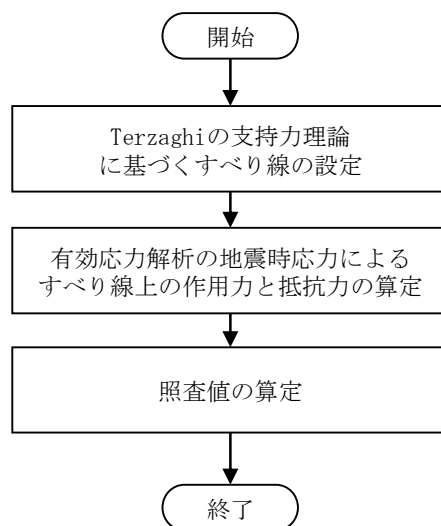 開始
Terzaghiの支持力理論
に基づくすべり線の設定
有効応力解析の地震時応力による
すべり線上の作用力と抵抗力の算定
照査値の算定
終了